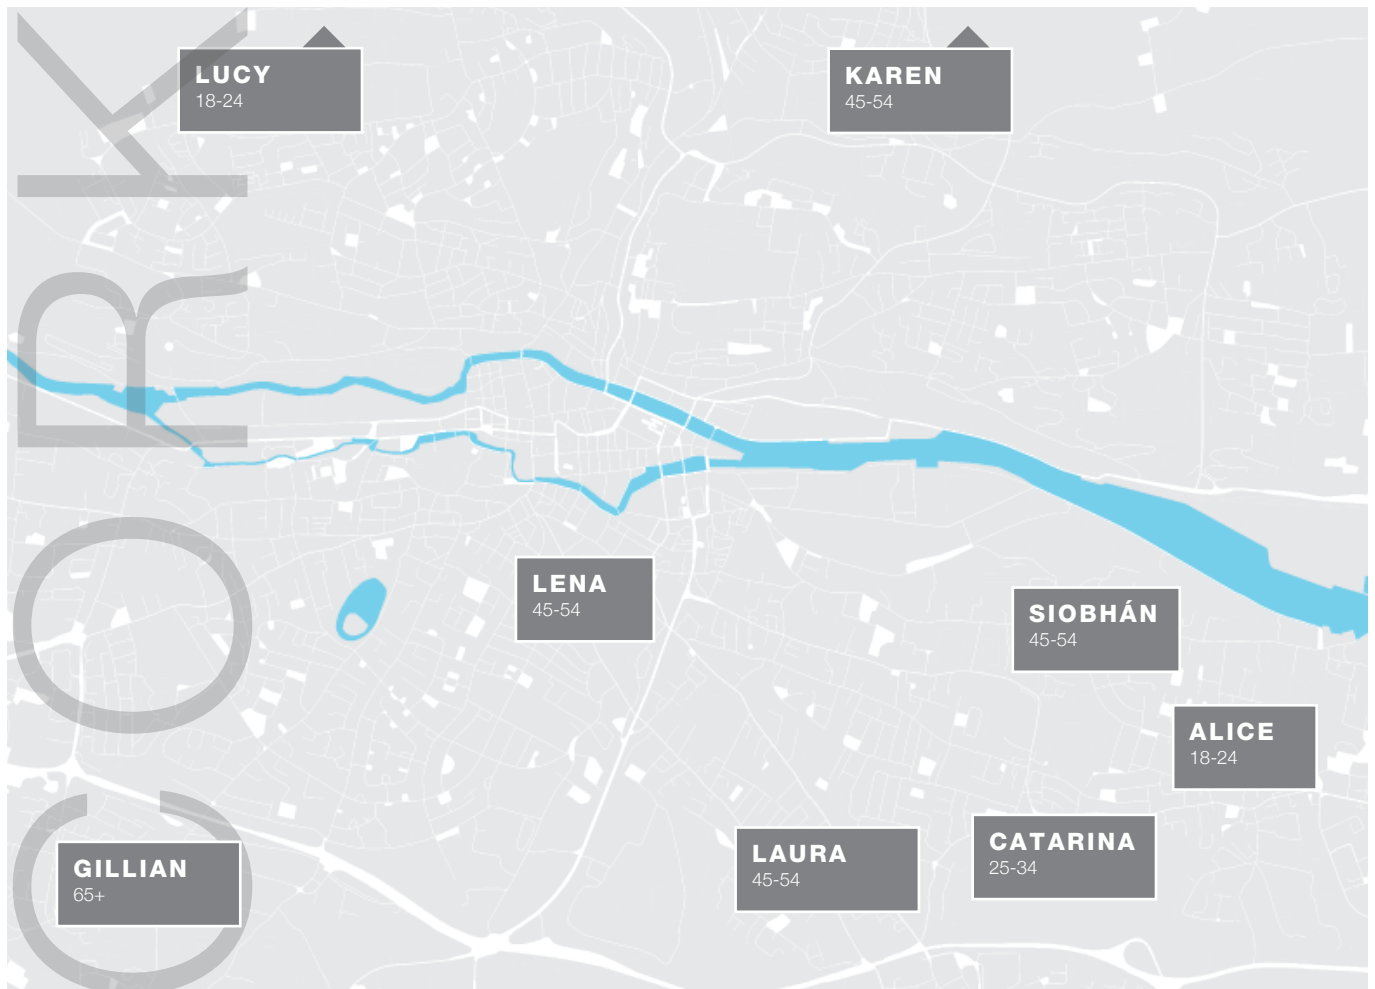 CORK
LUCY
18-24
KAREN
45-54
LENA
45-54
SIOBHÁN
45-54
ALICE
18-24
LAURA
45-54
CATARINA
25-34
GILLIAN
65+